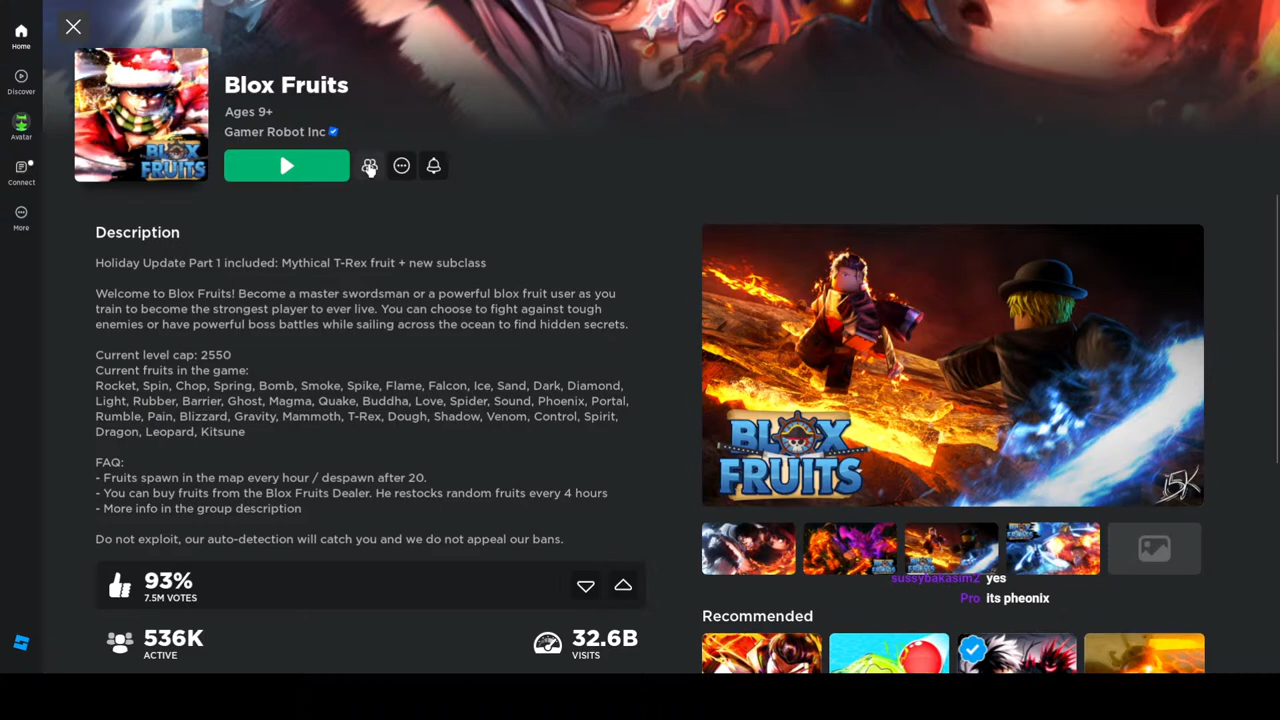 Home
Discover
Avatar
Connect
More
BLOX
FRUITS
Blox Fruits
Ages 9+
Gamer Robot Inc
Description
Holiday Update Part 1 included: Mythical T-Rex fruit + new subclass
Welcome to Blox Fruits! Become a master swordsman or a powerful blox fruit user as you
train to become the strongest player to ever live. You can choose to fight against tough
enemies or have powerful boss battles while sailing across the ocean to find hidden secrets.
Current level cap: 2550
Current fruits in the game:
Rocket, Spin, Chop, Spring, Bomb, Smoke, Spike, Flame, Falcon, Ice, Sand, Dark, Diamond,
Light, Rubber, Barrier, Ghost, Magma, Quake, Buddha, Love, Spider, Sound, Phoenix, Portal,
Rumble, Pain, Blizzard, Gravity, Mammoth, T-Rex, Dough, Shadow, Venom, Control, Spirit,
Dragon, Leopard, Kitsune
FAQ:
- Fruits spawn in the map every hour / despawn after 20.
- You can buy fruits from the Blox Fruits Dealer. He restocks random fruits every 4 hours
- More info in the group description
Do not exploit, our auto-detection will catch you and we do not appeal our bans.
93%
7.5M VOTES
536K
ACTIVE
32.6B
VISITS
BLOX
FRUITS
i5K
sussybakasim2 yes
Pro its pheonix
Recommended